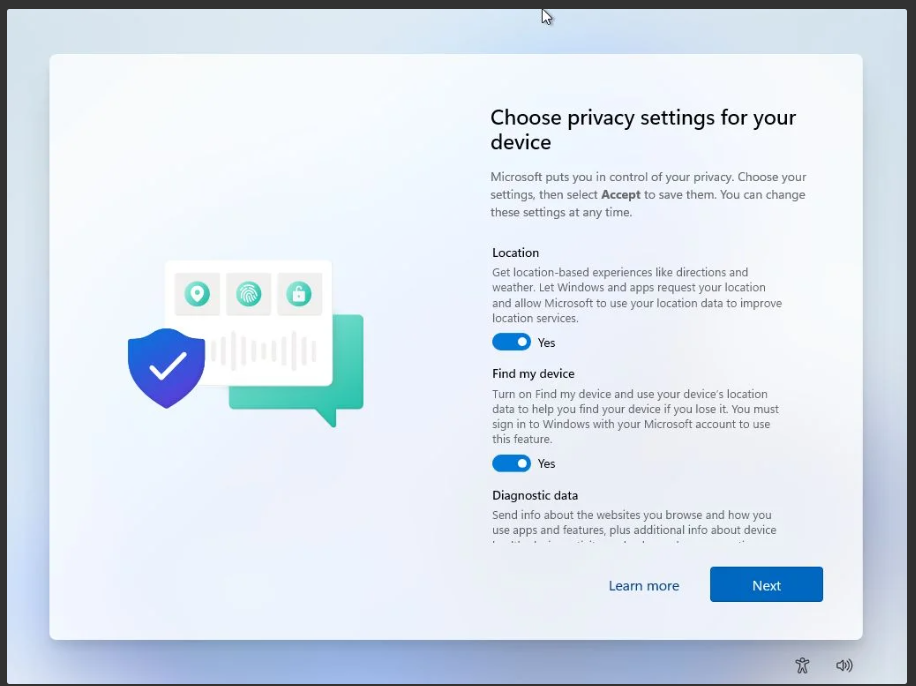 Choose privacy settings for your
device
Microsoft puts you in control of your privacy. Choose your
settings, then select Accept to save them. You can change
these settings at any time.
Location
Get location-based experiences like directions and
weather. Let Windows and apps request your location
and allow Microsoft to use your location data to improve
location services.
Yes
Find my device
Turn on Find my device and use your device's location
data to help you find your device if you lose it. You must
sign in to Windows with your Microsoft account to use
this feature.
Yes
Diagnostic data
Send info about the websites you browse and how you
use apps and features, plus additional info about device
Learn more
Next